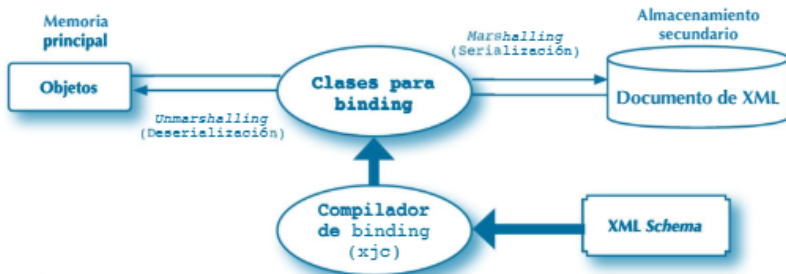 Memoria
principal
Objetos
Unmarshalling
(Deserialización)
Clases para
binding
Marshalling
(Serialización)
Almacenamiento
secundario
Documento de XML
Compilador
de binding
(xjc)
XML Schema